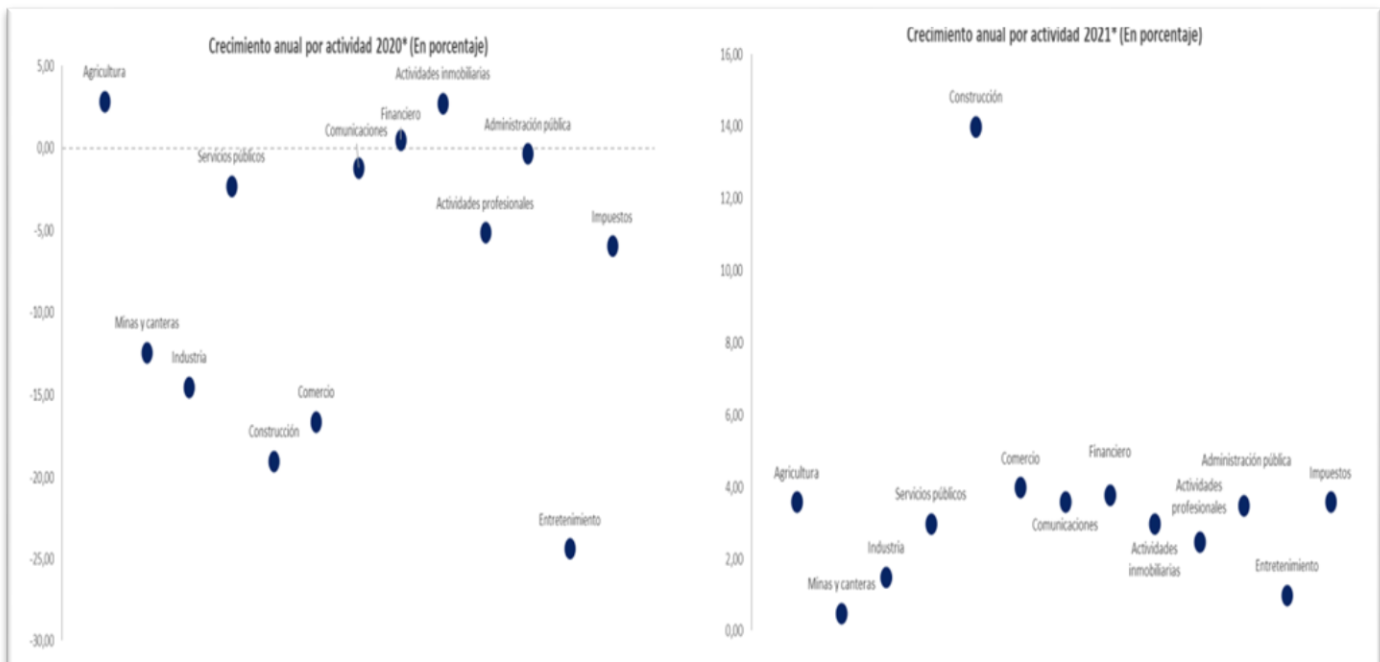 Crecimiento anual por actividad 2020* (En porcentaje)
5,00
0,00
-5,00
-10,00
-15,00
-20,00
-25,00
-30,00
Agricultura
Minas y canteras
Industria
Servicios públicos
Construcción
Comercio
Comunicaciones
Financiero
Actividades inmobiliarias
Actividades profesionales
Administración pública
Entretenimiento
Impuestos
Crecimiento anual por actividad 2021* (En porcentaje)
16,00
14,00
12,00
10,00
8,00
6,00
4,00
2,00
0,00
Agricultura
Minas y canteras
Industria
Servicios públicos
Construcción
Comercio
Comunicaciones
Financiero
Actividades
inmobiliarias
Actividades
profesionales
Administración pública
Entretenimiento
Impuestos